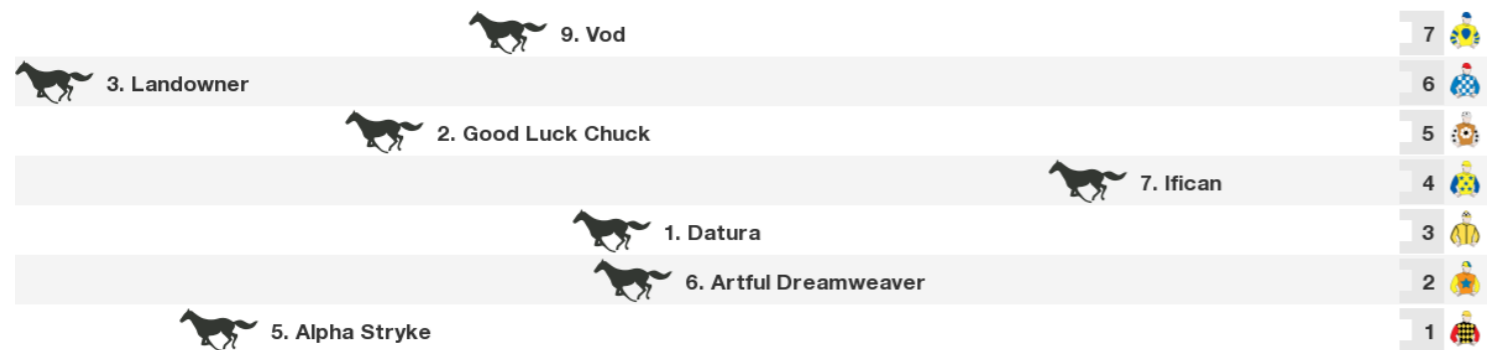 9. Vod 7
3. Landowner 6
2. Good Luck Chuck 5
7. Ifican 4
1. Datura 3
6. Artful Dreamweaver 2
5. Alpha Stryke 1